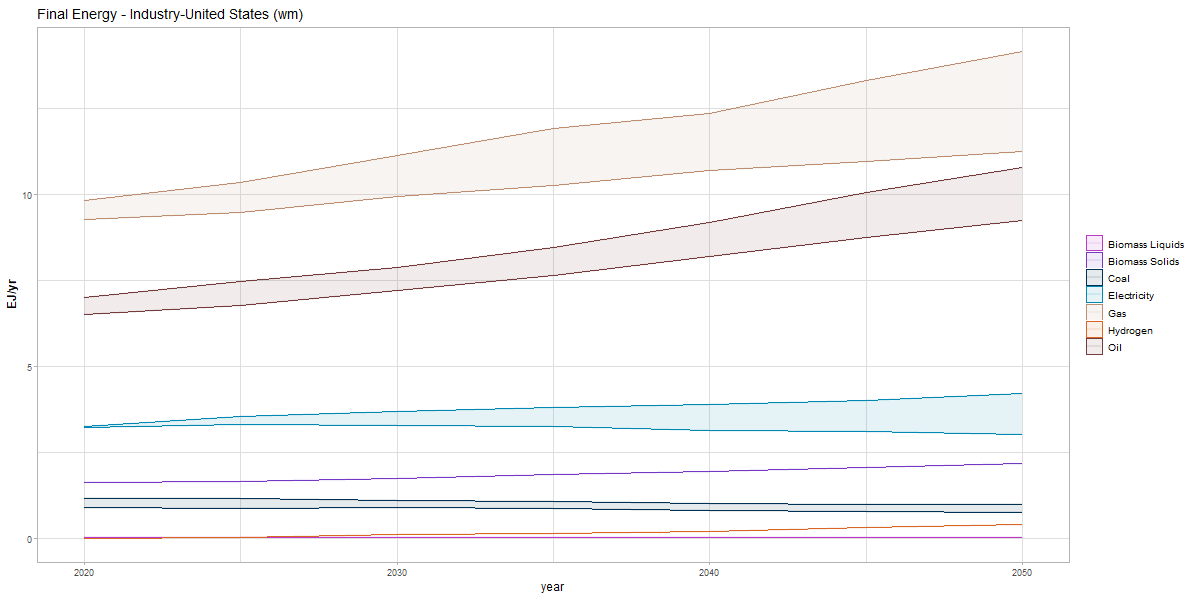 Final Energy - Industry-United States (wm)
EJ/yr
10
5
0
2020
2030
2040
2050
year
Biomass Liquids
Biomass Solids
Coal
Electricity
Gas
Hydrogen
Oil